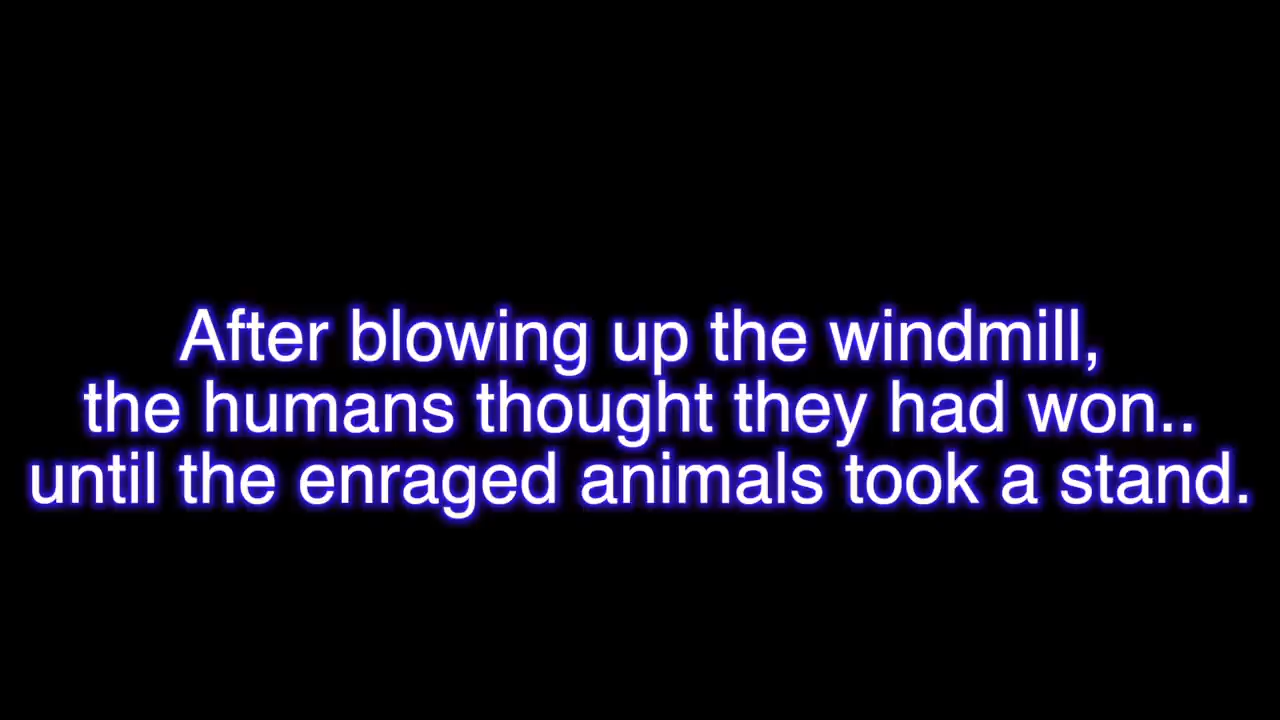 After blowing up the windmill,
the humans thought they had won..
until the enraged animals took a stand.